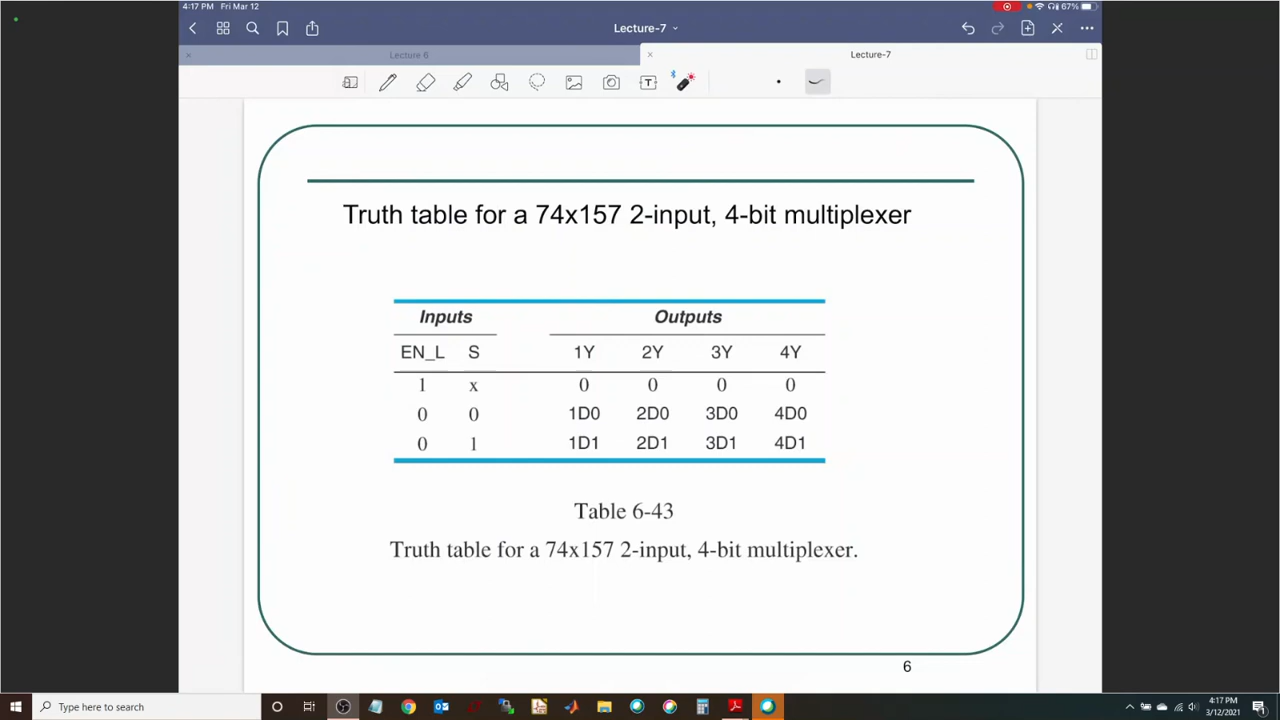 4:17 PM Fri Mar 12
67%
Lecture-7
Lecture 6
Lecture-7
T
Truth table for a 74x157 2-input, 4-bit multiplexer
Inputs Outputs
EN_L S 1Y 2Y 3Y 4Y
1 x 0 0 0 0
0 0 1D0 2D0 3D0 4D0
0 1 1D1 2D1 3D1 4D1
Table 6-43
Truth table for a 74x157 2-input, 4-bit multiplexer.
6
Type here to search
4:17 PM
3/12/2021